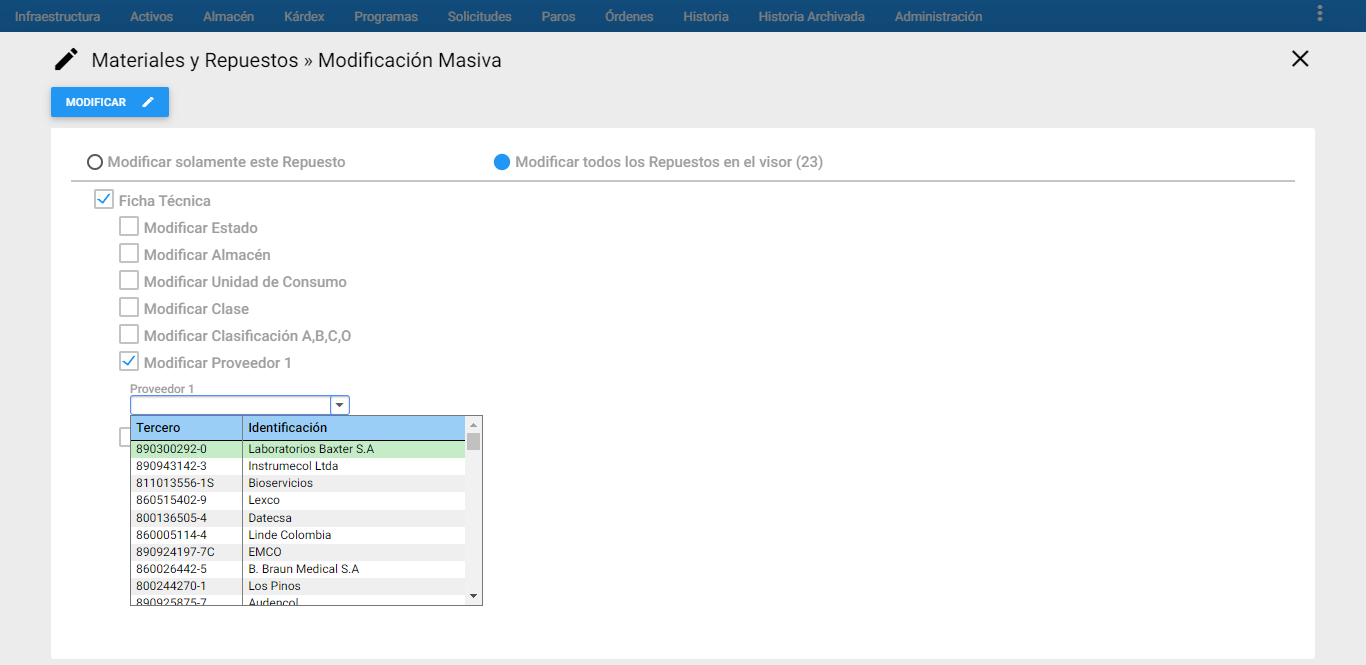 Infraestructura Activos Almacén Kárdex Programas Solicitudes Paros Órdenes Historia Historia Archivada Administración
Materiales y Repuestos » Modificación Masiva
MODIFICAR
Modificar solamente este Repuesto Modificar todos los Repuestos en el visor (23)
Ficha Técnica
Modificar Estado
Modificar Almacén
Modificar Unidad de Consumo
Modificar Clase
Modificar Clasificación A,B,C,O
Modificar Proveedor 1
Proveedor 1
Tercero Identificación
890300292-0 Laboratorios Baxter S.A
890943142-3 Instrumecol Ltda
811013556-1S Bioservicios
860515402-9 Lexco
800136505-4 Datecsa
860005114-4 Linde Colombia
890924197-7C EMCO
860026442-5 B. Braun Medical S.A
800244270-1 Los Pinos
890925875-7 Audencol